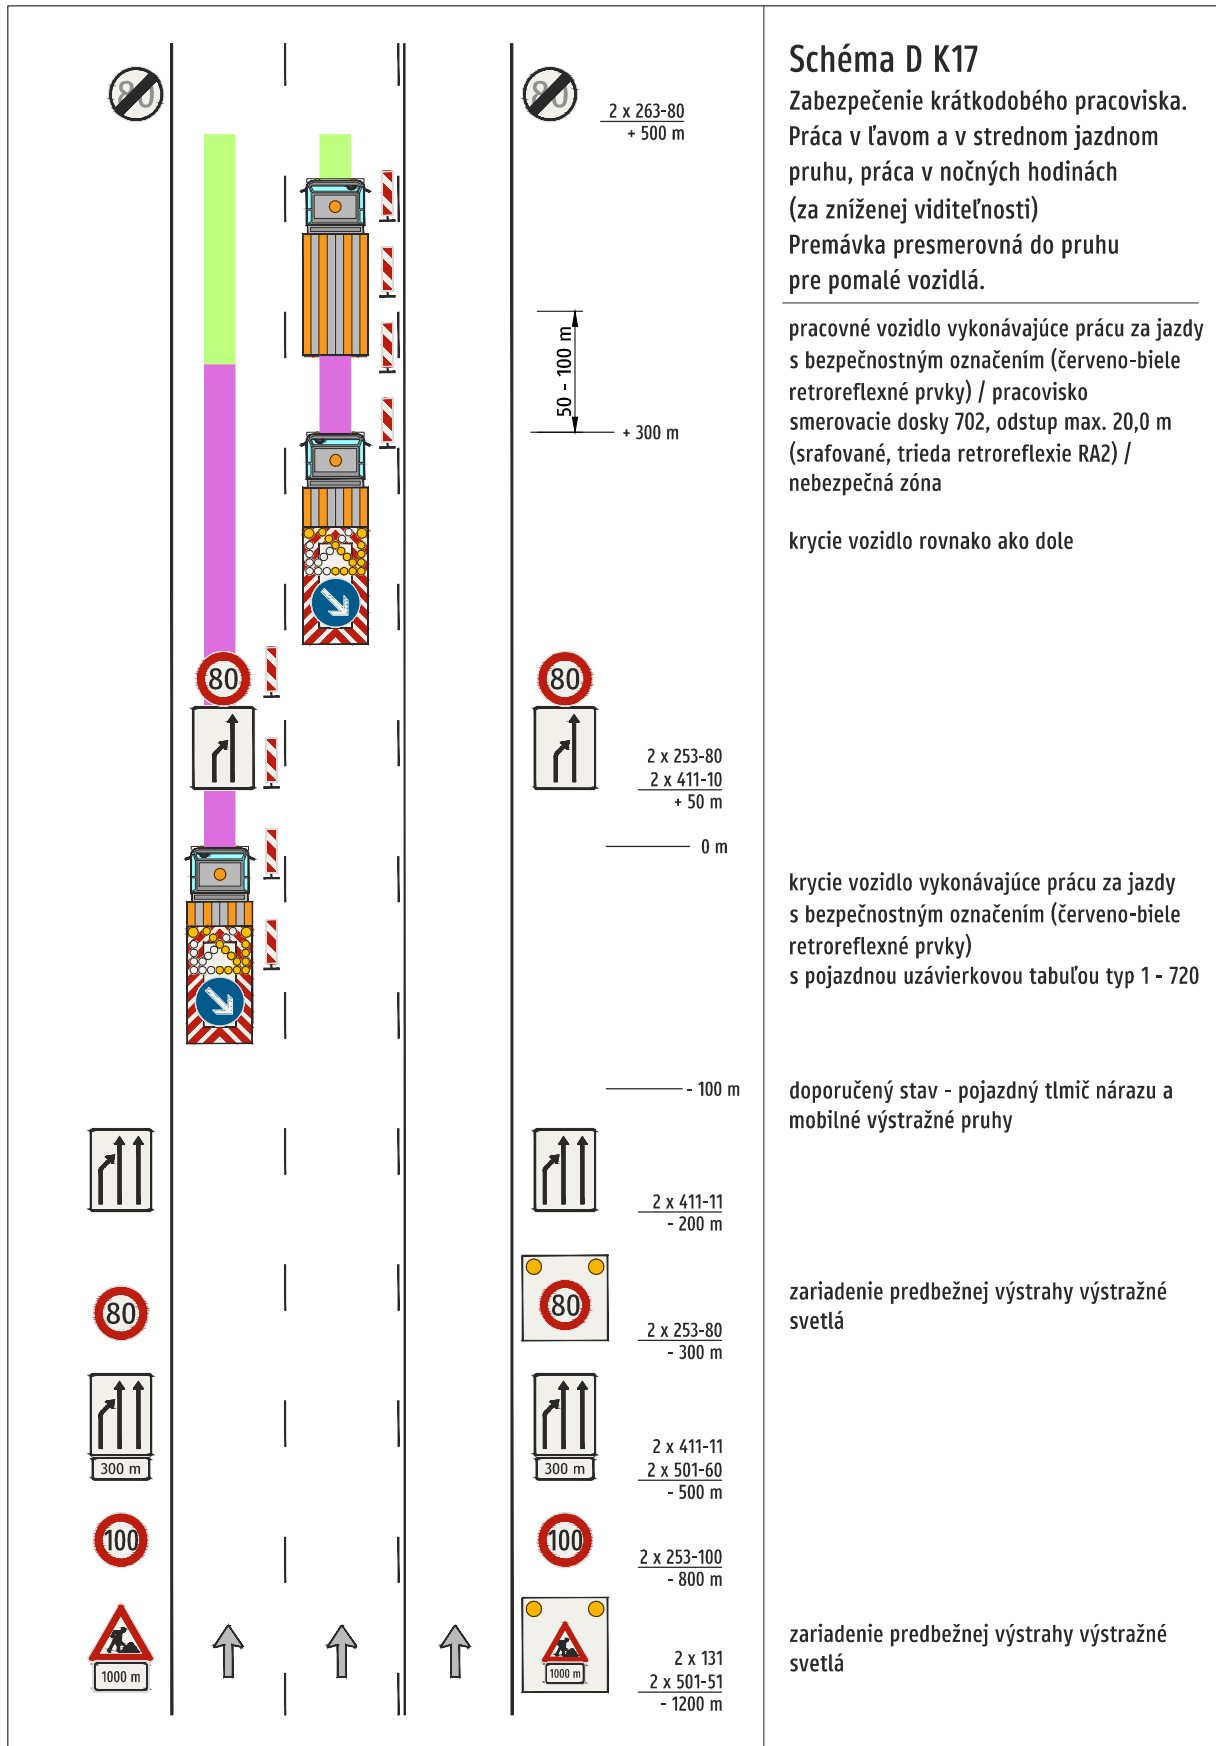 Schéma D K17
Zabezpečenie krátkodobého pracoviska.
Práca v ľavom a v strednom jazdnom
pruhu, práca v nočných hodinách
(za zníženej viditeľnosti)
Premávka presmerovná do pruhu
pre pomalé vozidlá.
80
80
2 x 263-80
+ 500 m
pracovné vozidlo vykonávajúce prácu za jazdy
s bezpečnostným označením (červeno-biele
retroreflexné prvky) / pracovisko
smerovacie dosky 702, odstup max. 20,0 m
(srafované, trieda retroreflexie RA2) /
nebezpečná zóna
50 - 100 m
+ 300 m
krycie vozidlo rovnako ako dole
80
80
2 x 253-80
2 x 411-10
+ 50 m
0 m
krycie vozidlo vykonávajúce prácu za jazdy
s bezpečnostným označením (červeno-biele
retroreflexné prvky)
s pojazdnou uzávierkovou tabuľou typ 1 - 720
- 100 m
doporučený stav - pojazdný tlmič nárazu a
mobilné výstražné pruhy
2 x 411-11
- 200 m
80
80
2 x 253-80
- 300 m
zariadenie predbežnej výstrahy výstražné
svetlá
300 m
300 m
2 x 411-11
2 x 501-60
- 500 m
100
100
2 x 253-100
- 800 m
1000 m
1000 m
2 x 131
2 x 501-51
- 1200 m
zariadenie predbežnej výstrahy výstražné
svetlá